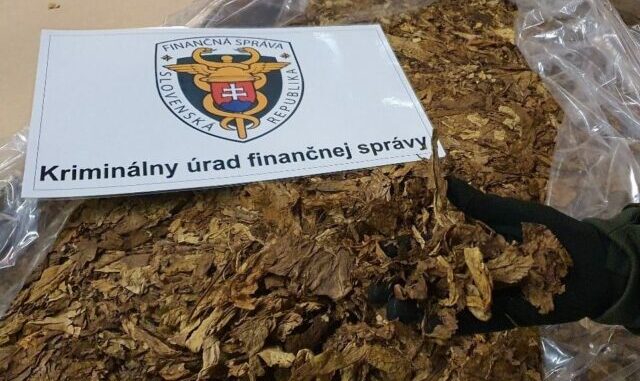 FINANČNÁ SPRÁVA
SLOVENSKÁ REPUBLIKA
Kriminálny úrad finančnej správy